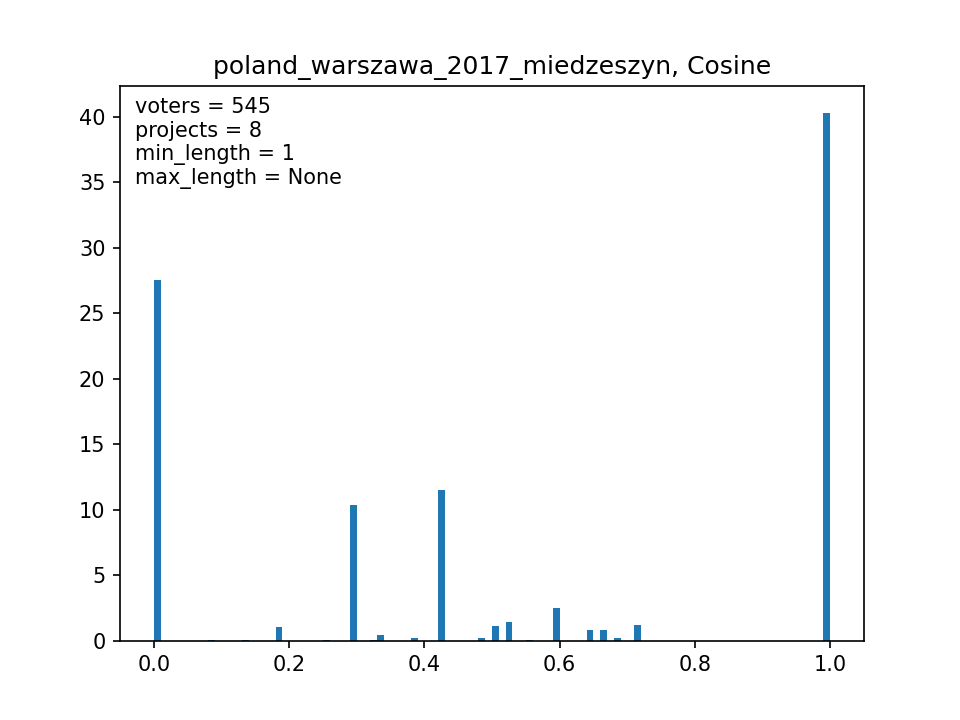 poland_warszawa_2017_miedzeszyn, Cosine
voters = 545
projects = 8
min_length = 1
max_length = None
40
35
30
25
20
15
10
5
0
0.0 0.2 0.4 0.6 0.8 1.0